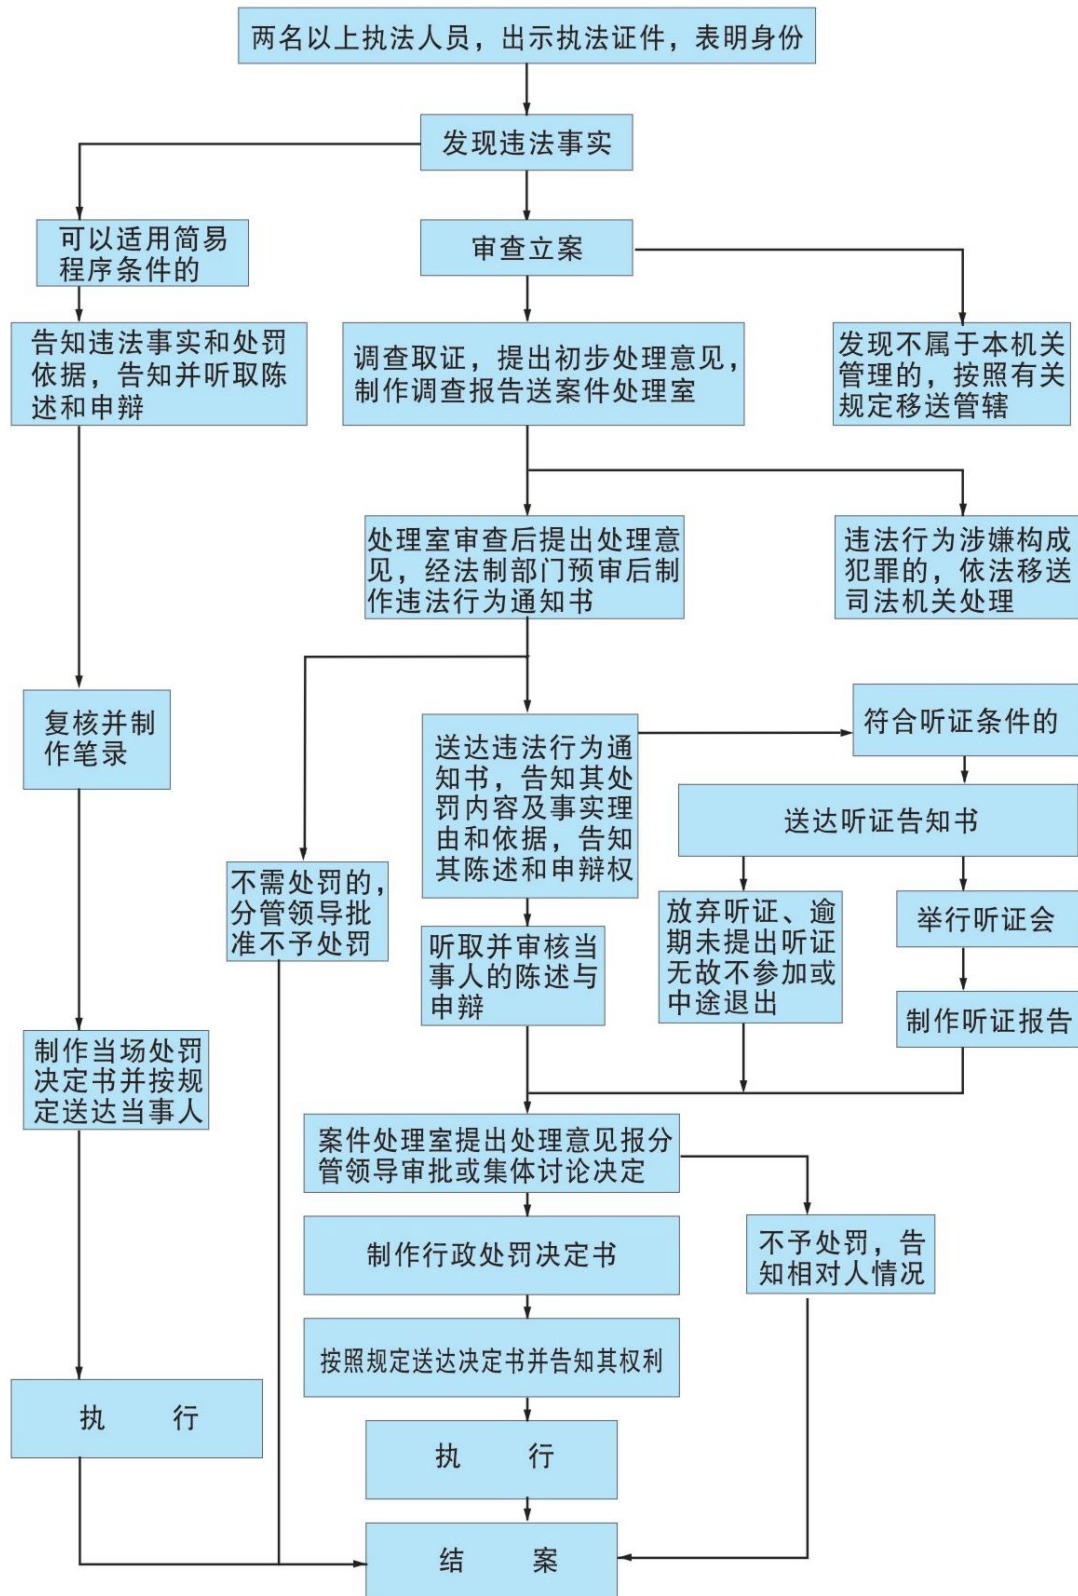 两名以上执法人员，出示执法证件，表明身份
发现违法事实
可以适用简易
程序条件的
审查立案
告知违法事实和处罚
依据，告知并听取陈
述和申辩
调查取证，提出初步处理意见，
制作调查报告送案件处理室
发现不属于本机关
管理的，按照有关
规定移送管辖
处理室审查后提出处理意
见，经法制部门预审后制
作违法行为通知书
违法行为涉嫌构成
犯罪的，依法移送
司法机关处理
复核并制
作笔录
送达违法行为通
知书，告知其处
罚内容及事实理
由和依据，告知
其陈述和申辩权
符合听证条件的
送达听证告知书
不需处罚的，
分管领导批
准不予处罚
听取并审核当
事人的陈述与
申辩
放弃听证、逾
期未提出听证
无故不参加或
中途退出
举行听证会
制作听证报告
制作当场处罚
决定书并按规
定送达当事人
案件处理室提出处理意见报分
管领导审批或集体讨论决定
制作行政处罚决定书
不予处罚，告
知相对人情况
按照规定送达决定书并告知其权利
执 行
执 行
结 案